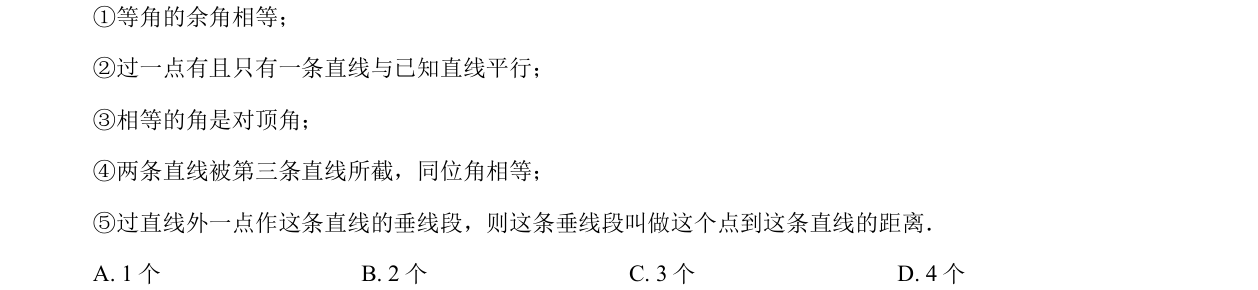 ①等角的余角相等；
②过一点有且只有一条直线与已知直线平行；
③相等的角是对顶角；
④两条直线被第三条直线所截，同位角相等；
⑤过直线外一点作这条直线的垂线段，则这条垂线段叫做这个点到这条直线的距离．
A. 1 个 B. 2 个 C. 3 个 D. 4 个